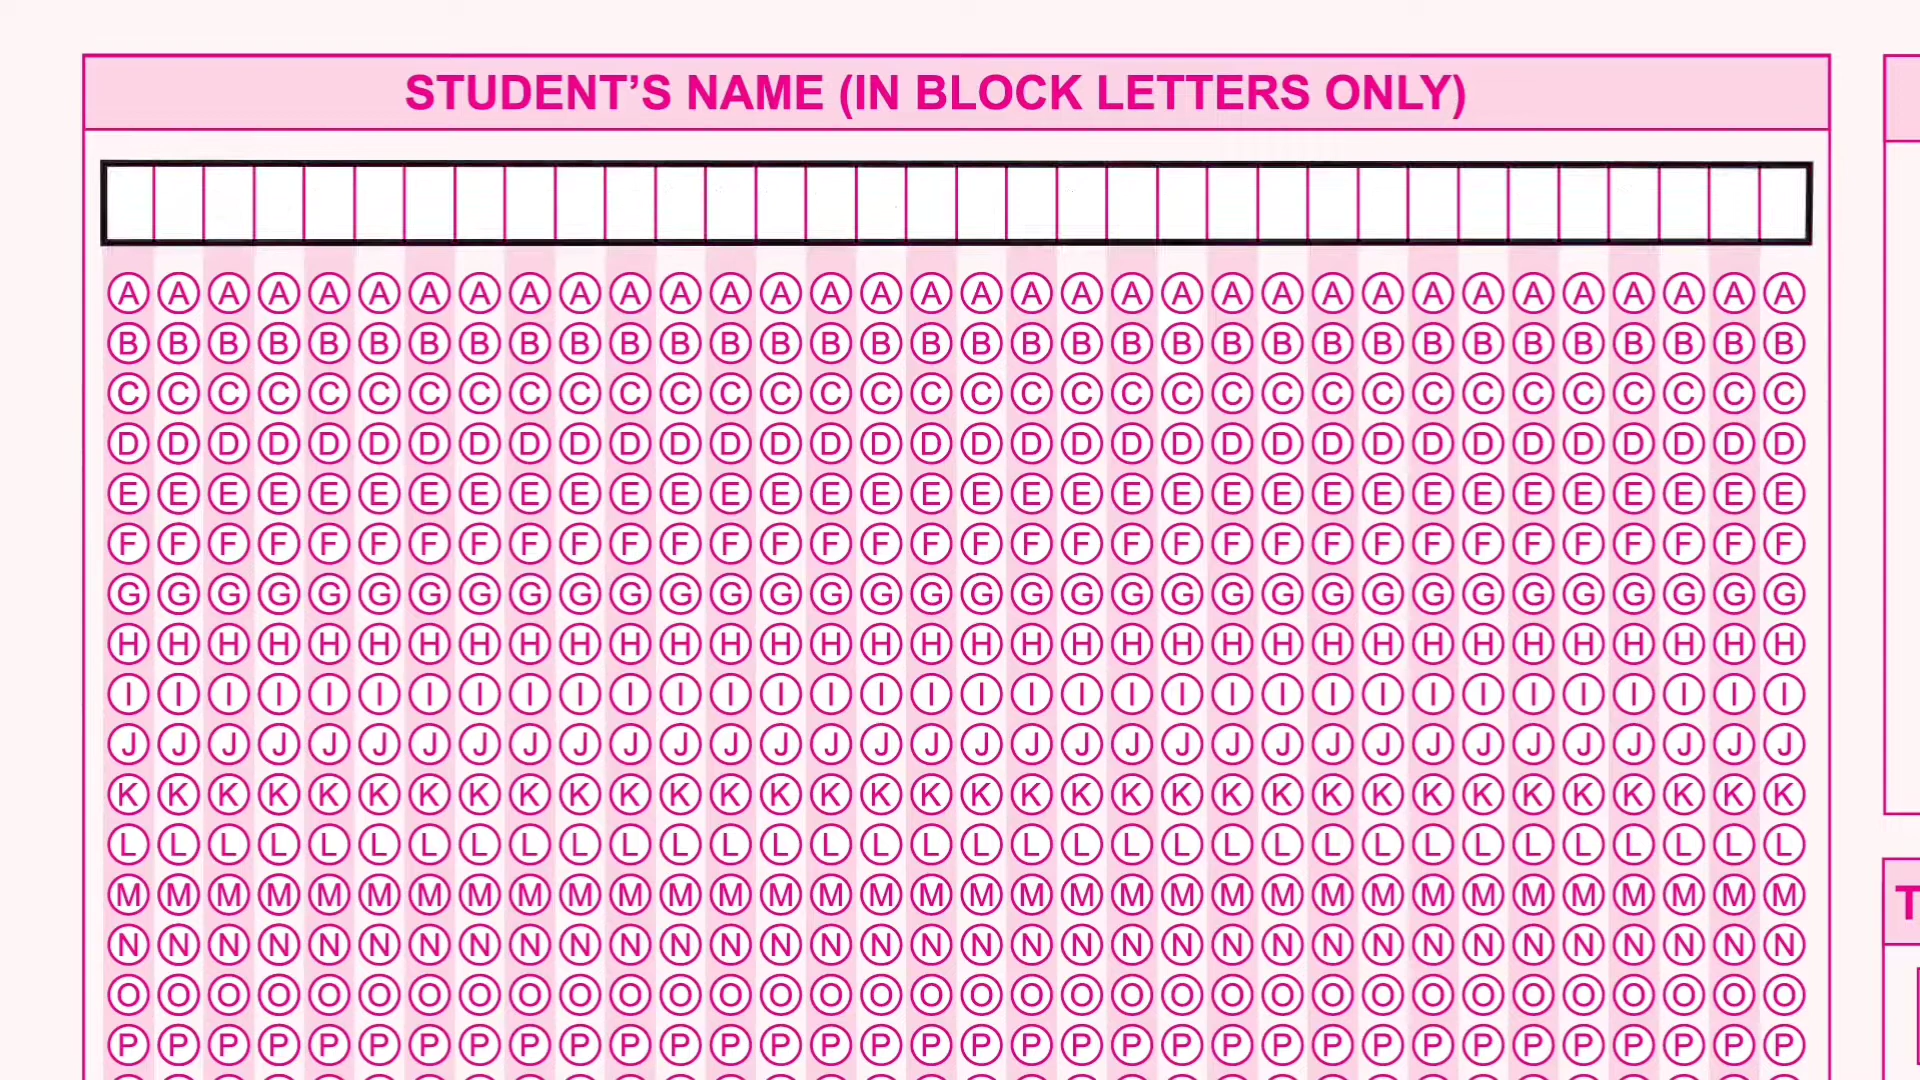 STUDENT’S NAME (IN BLOCK LETTERS ONLY)
A A A A A A A A A A A A A A A A A A A A A A A A A A A A A A A A A A
B B B B B B B B B B B B B B B B B B B B B B B B B B B B B B B B B B
C C C C C C C C C C C C C C C C C C C C C C C C C C C C C C C C C C
D D D D D D D D D D D D D D D D D D D D D D D D D D D D D D D D D D
E E E E E E E E E E E E E E E E E E E E E E E E E E E E E E E E E E
F F F F F F F F F F F F F F F F F F F F F F F F F F F F F F F F F F
G G G G G G G G G G G G G G G G G G G G G G G G G G G G G G G G G G
H H H H H H H H H H H H H H H H H H H H H H H H H H H H H H H H H H
I I I I I I I I I I I I I I I I I I I I I I I I I I I I I I I I I I
J J J J J J J J J J J J J J J J J J J J J J J J J J J J J J J J J J
K K K K K K K K K K K K K K K K K K K K K K K K K K K K K K K K K K
L L L L L L L L L L L L L L L L L L L L L L L L L L L L L L L L L L
M M M M M M M M M M M M M M M M M M M M M M M M M M M M M M M M M M
N N N N N N N N N N N N N N N N N N N N N N N N N N N N N N N N N N
O O O O O O O O O O O O O O O O O O O O O O O O O O O O O O O O O O
P P P P P P P P P P P P P P P P P P P P P P P P P P P P P P P P P P